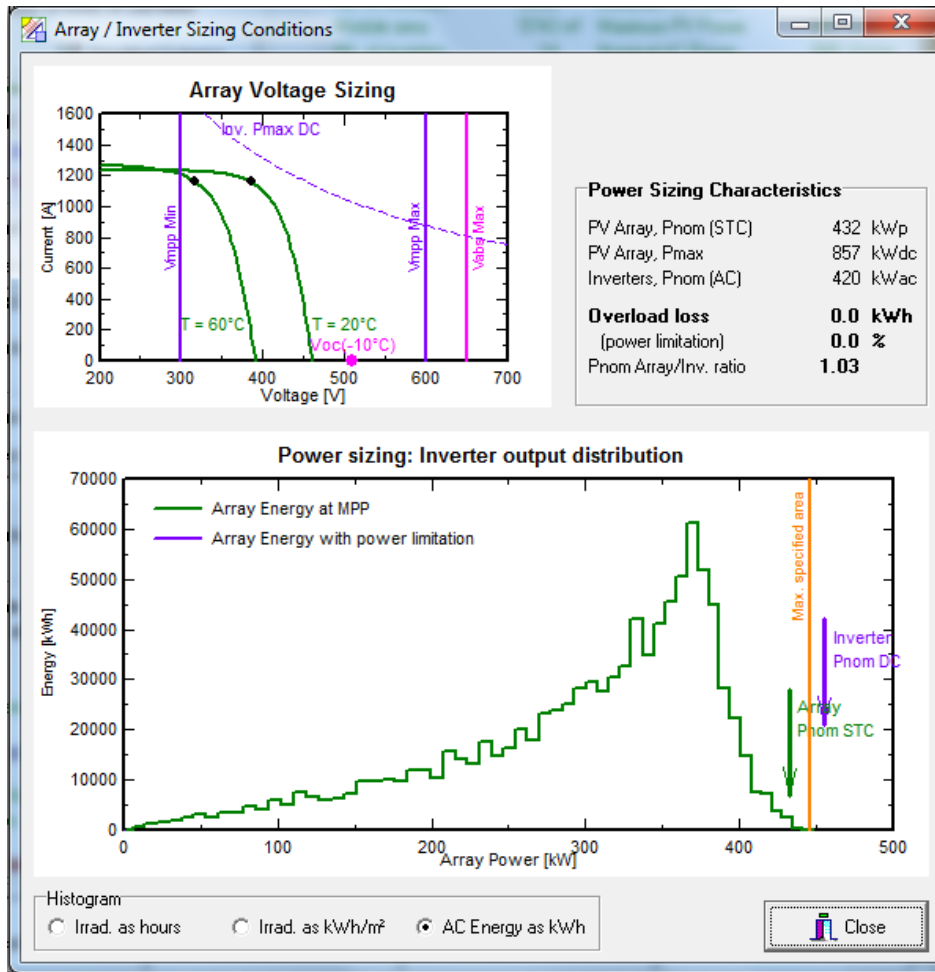 Array / Inverter Sizing Conditions
Array Voltage Sizing
1600
1400
1200
1000
800
600
400
200
0
Current [A]
Inv. Pmax DC
Vmpp Min
Vmpp Max
Vabs Max
T = 60°C
T = 20°C
Voc(-10°C)
200 300 400 500 600 700
Voltage [V]
Power Sizing Characteristics
PV Array, Pnom (STC) 432 kWp
PV Array, Pmax 857 kWdc
Inverters, Pnom (AC) 420 kWac
Overload loss 0.0 kWh
(power limitation) 0.0 %
Pnom Array/Inv. ratio 1.03
Power sizing: Inverter output distribution
70000
60000
50000
40000
30000
20000
10000
0
Energy [kWh]
Array Energy at MPP
Array Energy with power limitation
Max. specified area
Inverter
Pnom DC
Array
Pnom STC
0 100 200 300 400 500
Array Power [kW]
Histogram
Irrad. as hours
Irrad. as kWh/m²
AC Energy as kWh
Close